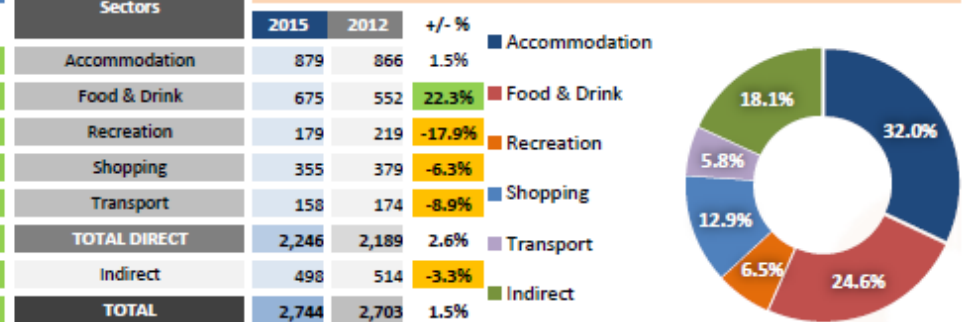 Sectors
2015 2012 +/- %
Accommodation 879 866 1.5%
Food & Drink 675 552 22.3%
Recreation 179 219 -17.9%
Shopping 355 379 -6.3%
Transport 158 174 -8.9%
TOTAL DIRECT 2,246 2,189 2.6%
Indirect 498 514 -3.3%
TOTAL 2,744 2,703 1.5%
Accommodation
Food & Drink
Recreation
Shopping
Transport
Indirect
18.1%
32.0%
5.8%
12.9%
6.5%
24.6%